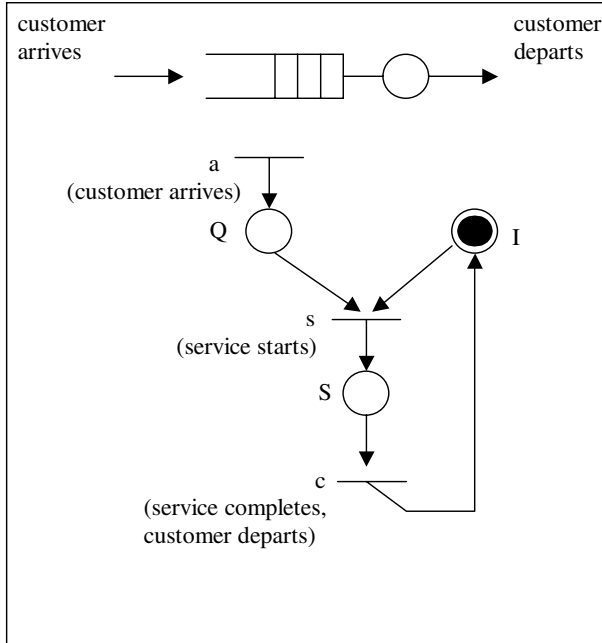 customer
arrives
customer
departs
a
(customer arrives)
Q
I
s
(service starts)
S
c
(service completes,
customer departs)